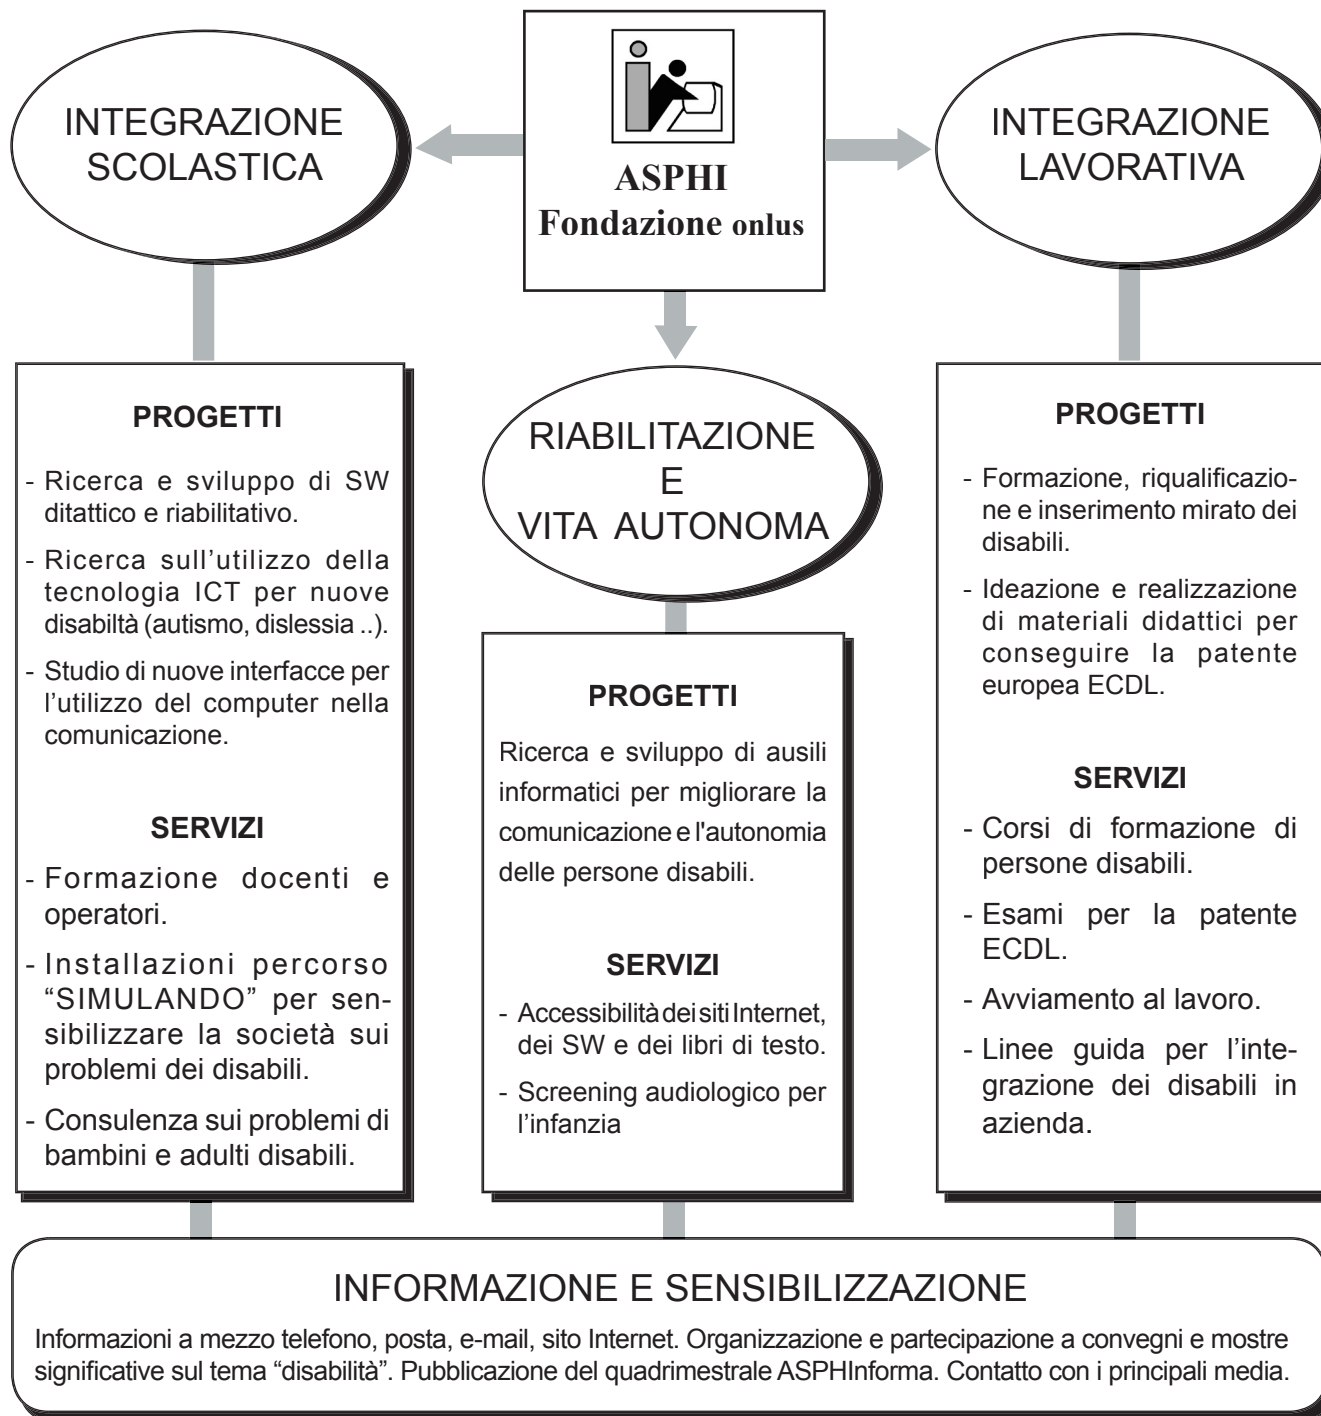 ASPHI
Fondazione onlus
INTEGRAZIONE
SCOLASTICA
PROGETTI
- Ricerca e sviluppo di SW
ditattico e riabilitativo.
- Ricerca sull’utilizzo della
tecnologia ICT per nuove
disabiltà (autismo, dislessia ..).
- Studio di nuove interfacce per
l’utilizzo del computer nella
comunicazione.
SERVIZI
- Formazione docenti e
operatori.
- Installazioni percorso
“SIMULANDO” per sen-
sibilizzare la società sui
problemi dei disabili.
- Consulenza sui problemi di
bambini e adulti disabili.
RIABILITAZIONE
E
VITA AUTONOMA
PROGETTI
Ricerca e sviluppo di ausili
informatici per migliorare la
comunicazione e l'autonomia
delle persone disabili.
SERVIZI
- Accessibilità dei siti Internet,
dei SW e dei libri di testo.
- Screening audiologico per
l’infanzia
INTEGRAZIONE
LAVORATIVA
PROGETTI
- Formazione, riqualificazio-
ne e inserimento mirato dei
disabili.
- Ideazione e realizzazione
di materiali didattici per
conseguire la patente
europea ECDL.
SERVIZI
- Corsi di formazione di
persone disabili.
- Esami per la patente
ECDL.
- Avviamento al lavoro.
- Linee guida per l’inte-
grazione dei disabili in
azienda.
INFORMAZIONE E SENSIBILIZZAZIONE
Informazioni a mezzo telefono, posta, e-mail, sito Internet. Organizzazione e partecipazione a convegni e mostre
significative sul tema “disabilità”. Pubblicazione del quadrimestrale ASPHInforma. Contatto con i principali media.